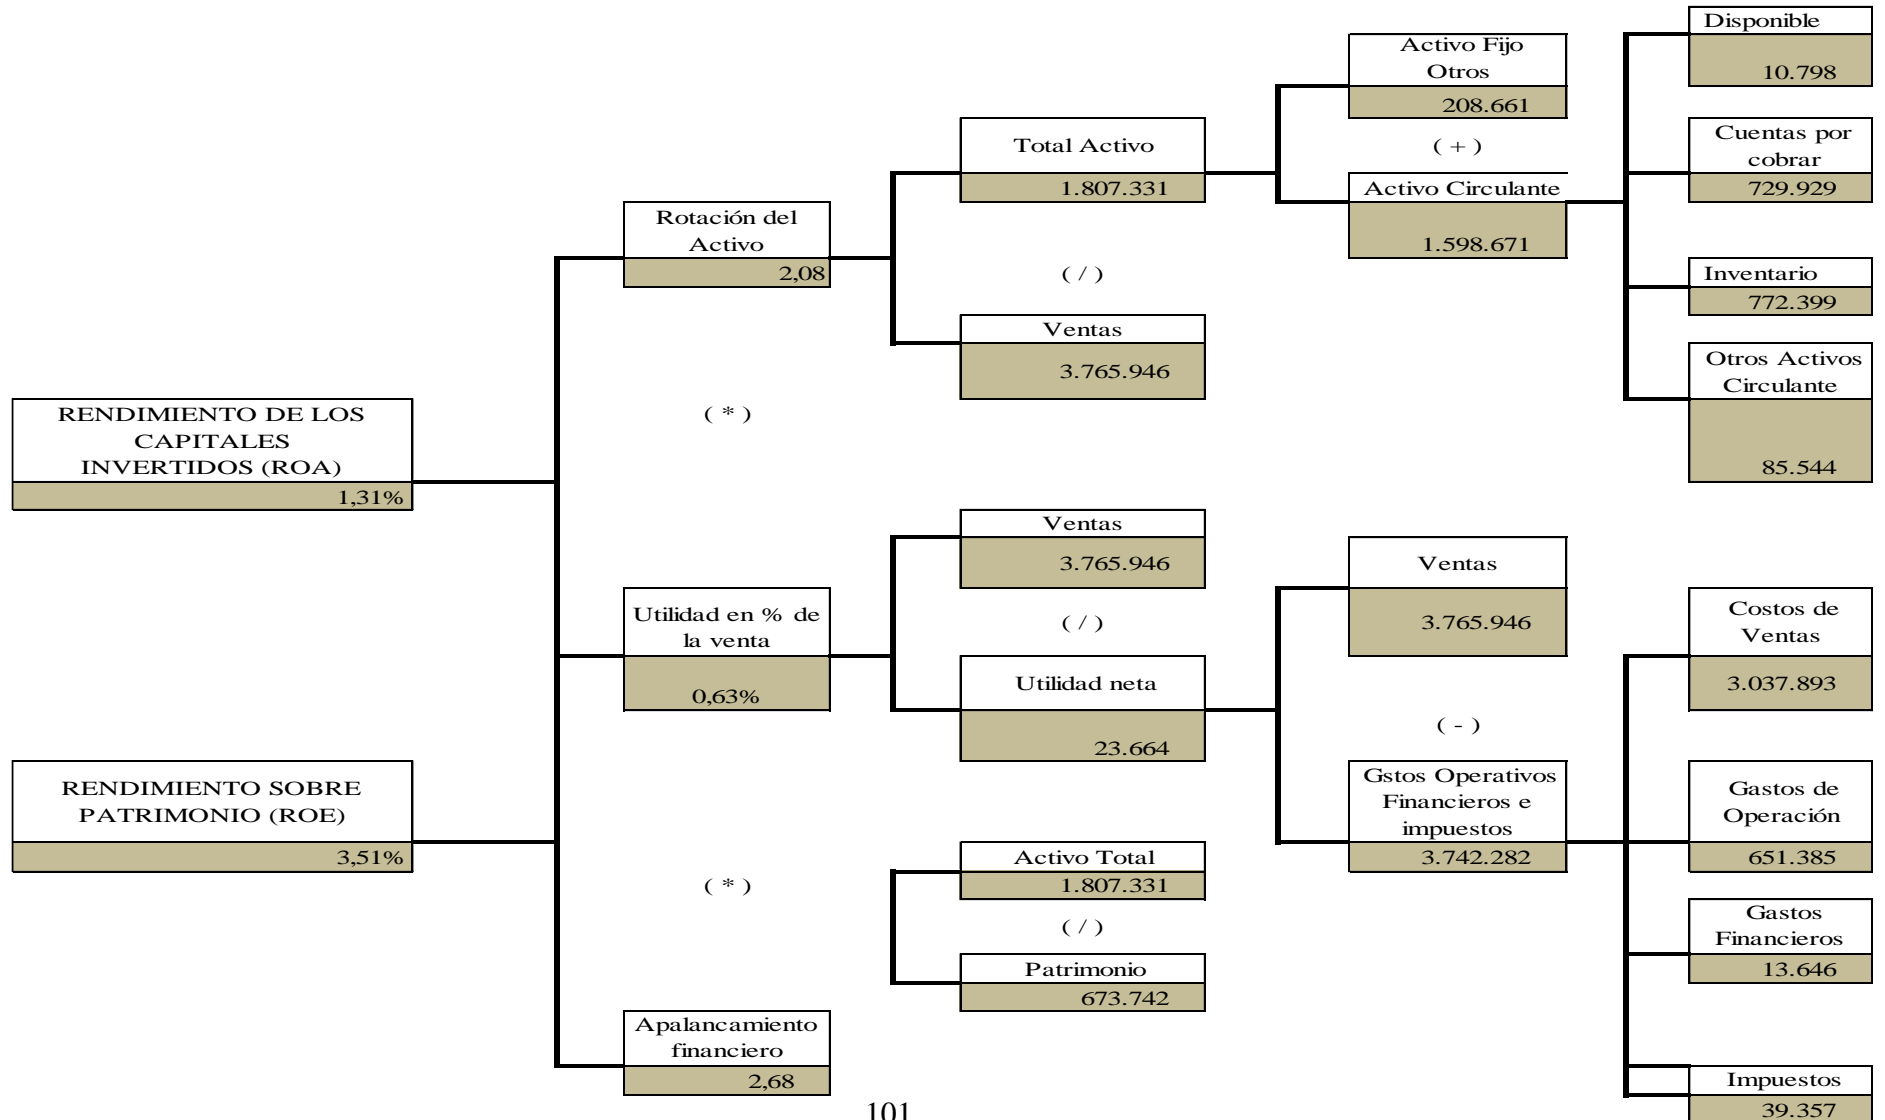 Disponible
10.798
Activo Fijo
Otros
208.661
( + )
Cuentas por
cobrar
729.929
Total Activo
1.807.331
Activo Circulante
1.598.671
Rotación del
Activo
2,08
( / )
Inventario
772.399
Ventas
3.765.946
Otros Activos
Circulante
85.544
RENDIMIENTO DE LOS
CAPITALES
INVERTIDOS (ROA)
1,31%
( * )
Ventas
3.765.946
Ventas
3.765.946
Utilidad en % de
la venta
0,63%
( / )
Costos de
Ventas
3.037.893
Utilidad neta
23.664
( - )
RENDIMIENTO SOBRE
PATRIMONIO (ROE)
3,51%
Gstos Operativos
Financieros e
impuestos
3.742.282
Gastos de
Operación
651.385
( * )
Activo Total
1.807.331
( / )
Patrimonio
673.742
Gastos
Financieros
13.646
Apalancamiento
financiero
2,68
Impuestos
39.357
101